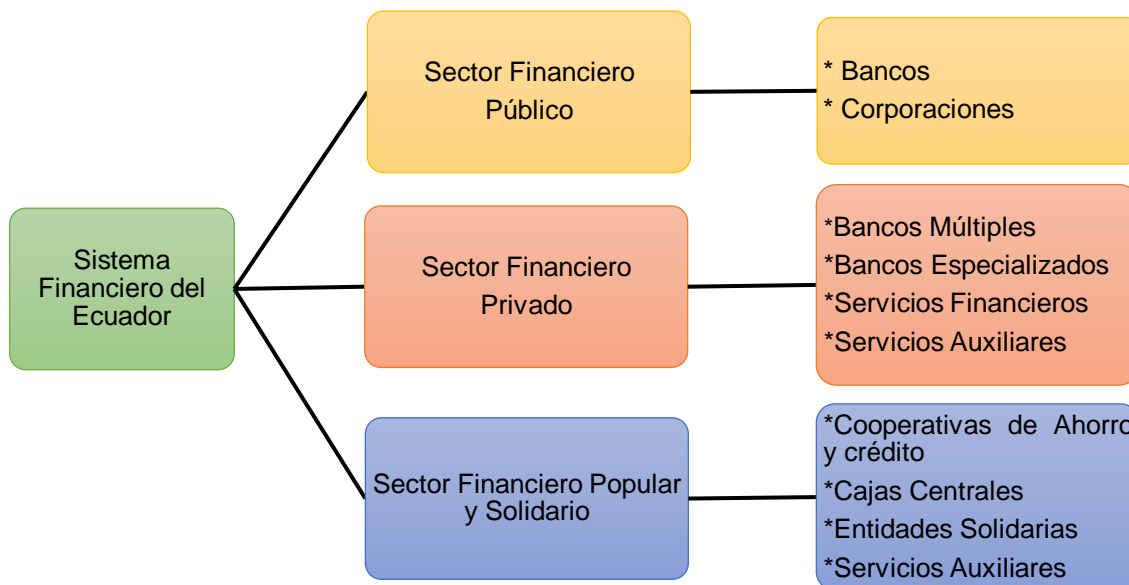 Sistema
Financiero del
Ecuador
Sector Financiero
Público
* Bancos
* Corporaciones
Sector Financiero
Privado
*Bancos Múltiples
*Bancos Especializados
*Servicios Financieros
*Servicios Auxiliares
Sector Financiero Popular
y Solidario
*Cooperativas de Ahorro
y crédito
*Cajas Centrales
*Entidades Solidarias
*Servicios Auxiliares